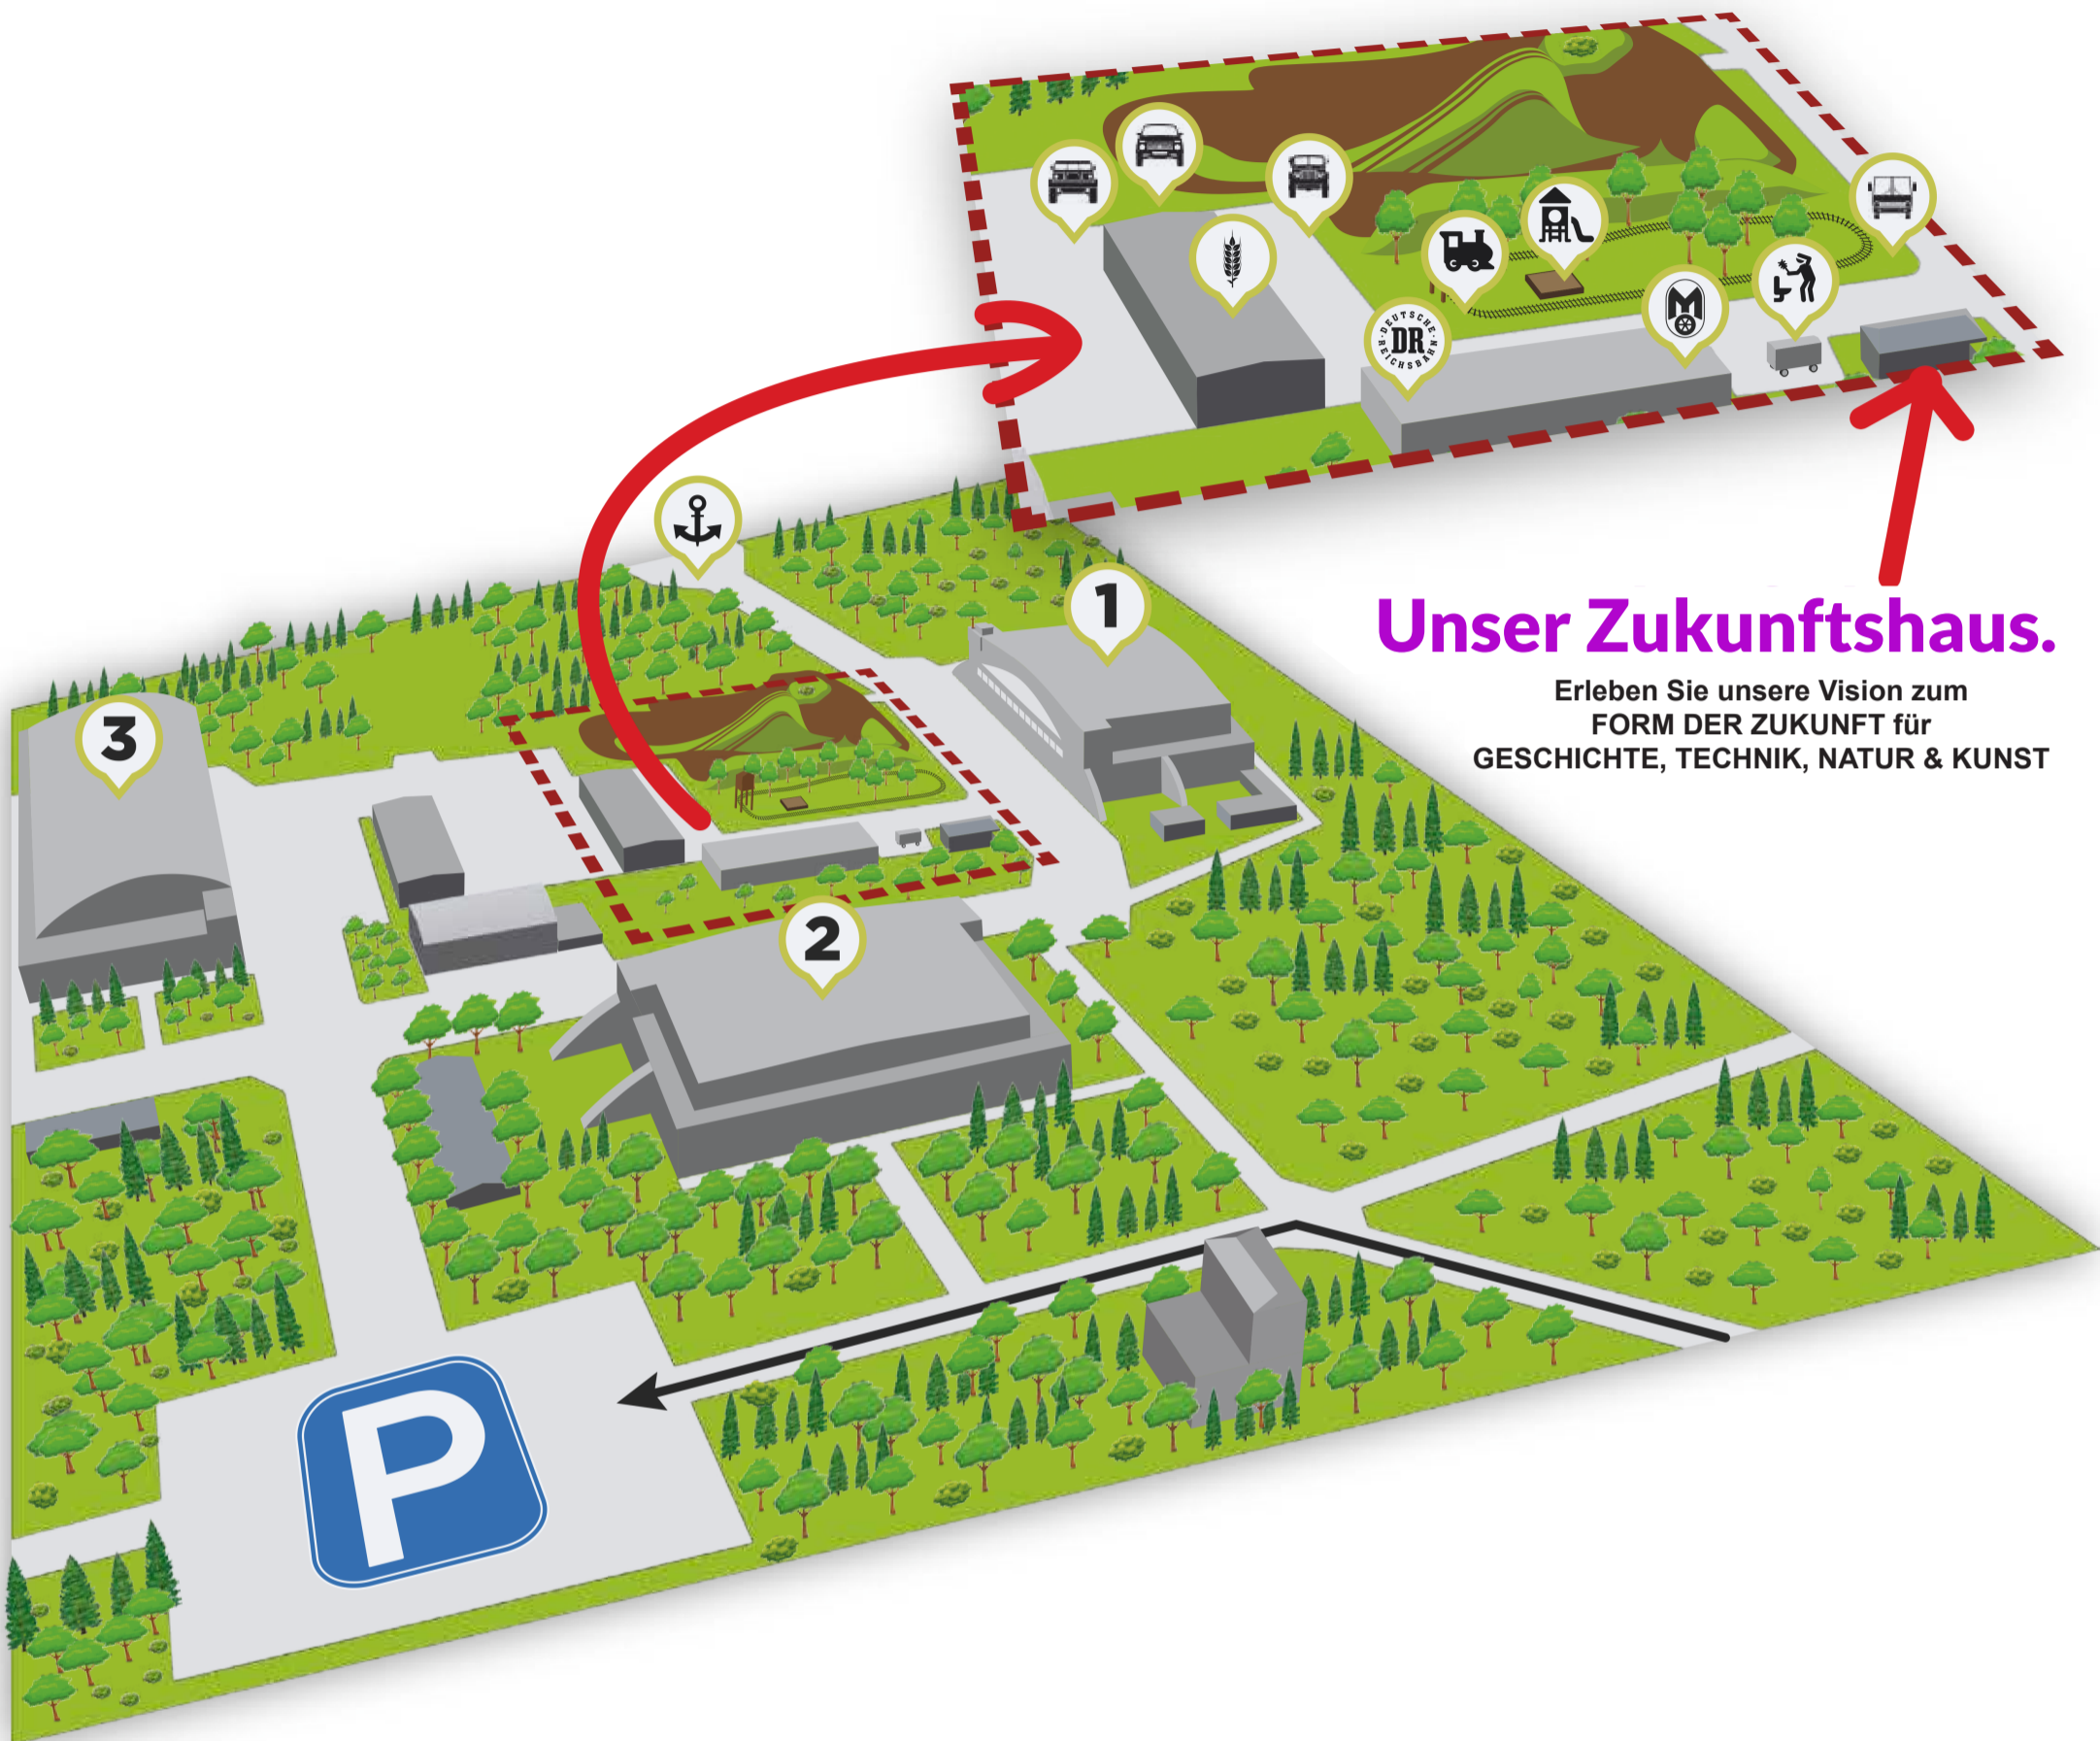 DEUTSCHE
DR
REICHSBAHN
M
1
Unser Zukunftshaus.
Erleben Sie unsere Vision zum
FORM DER ZUKUNFT für
GESCHICHTE, TECHNIK, NATUR & KUNST
3
2
P